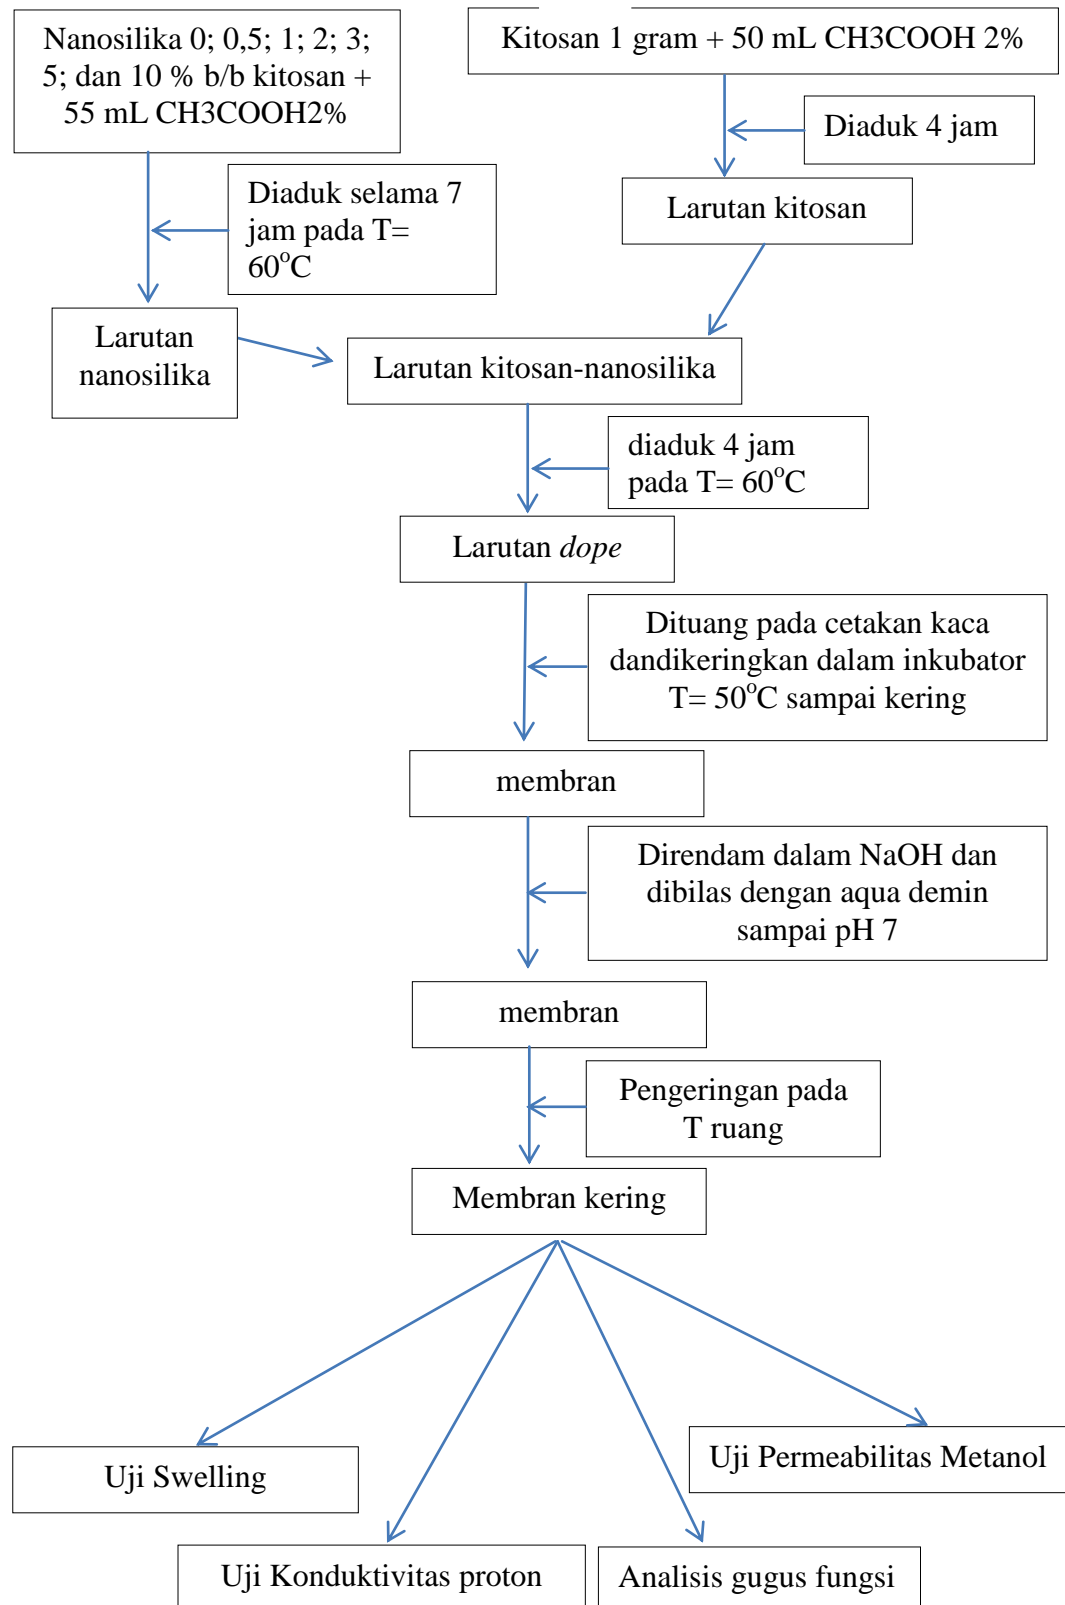 Nanosilika 0; 0,5; 1; 2; 3;
5; dan 10 % b/b kitosan +
55 mL CH3COOH2%
Kitosan 1 gram + 50 mL CH3COOH 2%
Diaduk 4 jam
Diaduk selama 7
jam pada T=
60°C
Larutan kitosan
Larutan
nanosilika
Larutan kitosan-nanosilika
diaduk 4 jam
pada T= 60°C
Larutan dope
Dituang pada cetakan kaca
dandikeringkan dalam inkubator
T= 50°C sampai kering
membran
Direndam dalam NaOH dan
dibilas dengan aqua demin
sampai pH 7
membran
Pengeringan pada
T ruang
Membran kering
Uji Swelling
Uji Permeabilitas Metanol
Uji Konduktivitas proton
Analisis gugus fungsi